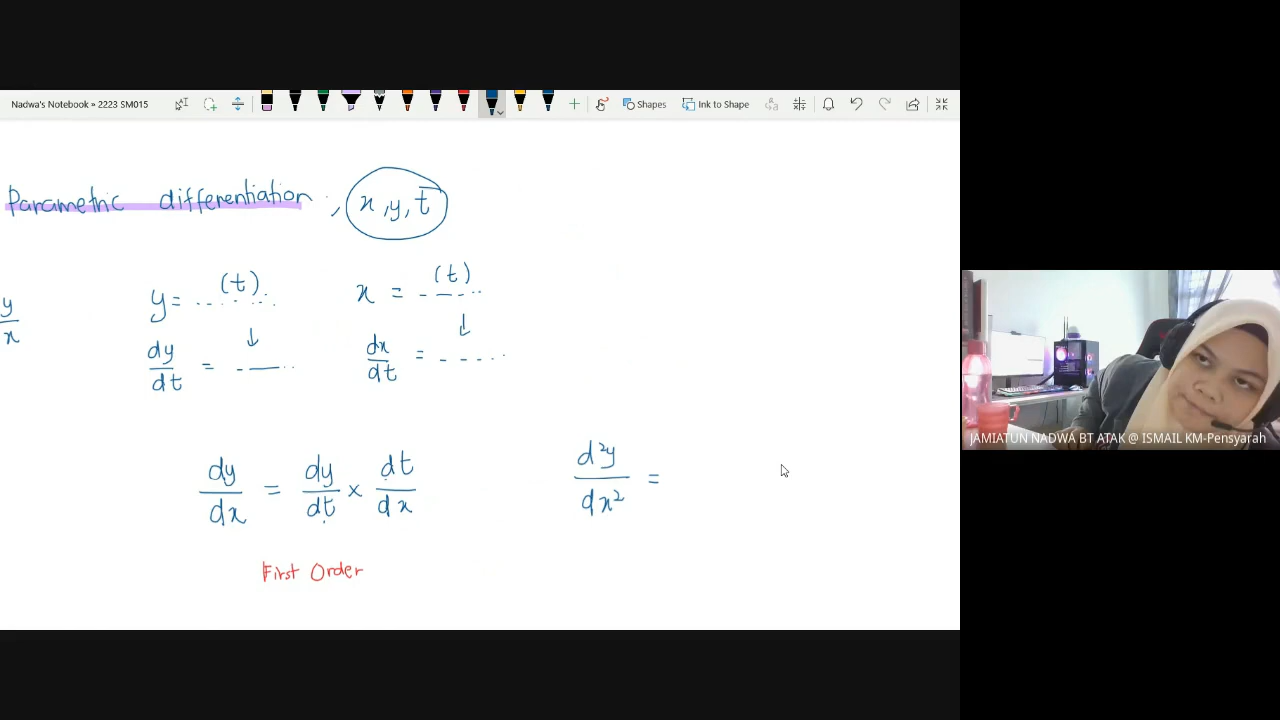 Nadwa's Notebook » 2223 SM015
Shapes
Ink to Shape
Parametric differentiation ; x, y, t
y/x
y = ..... (t) x = ----- (t)
↓ ↓
dy/dt = -—-.. dx/dt = -----
dy/dx = dy/dt × dt/dx d²y/dx² =
First Order
JAMIATUN NADWA BT ATAK @ ISMAIL KM-Pensyarah